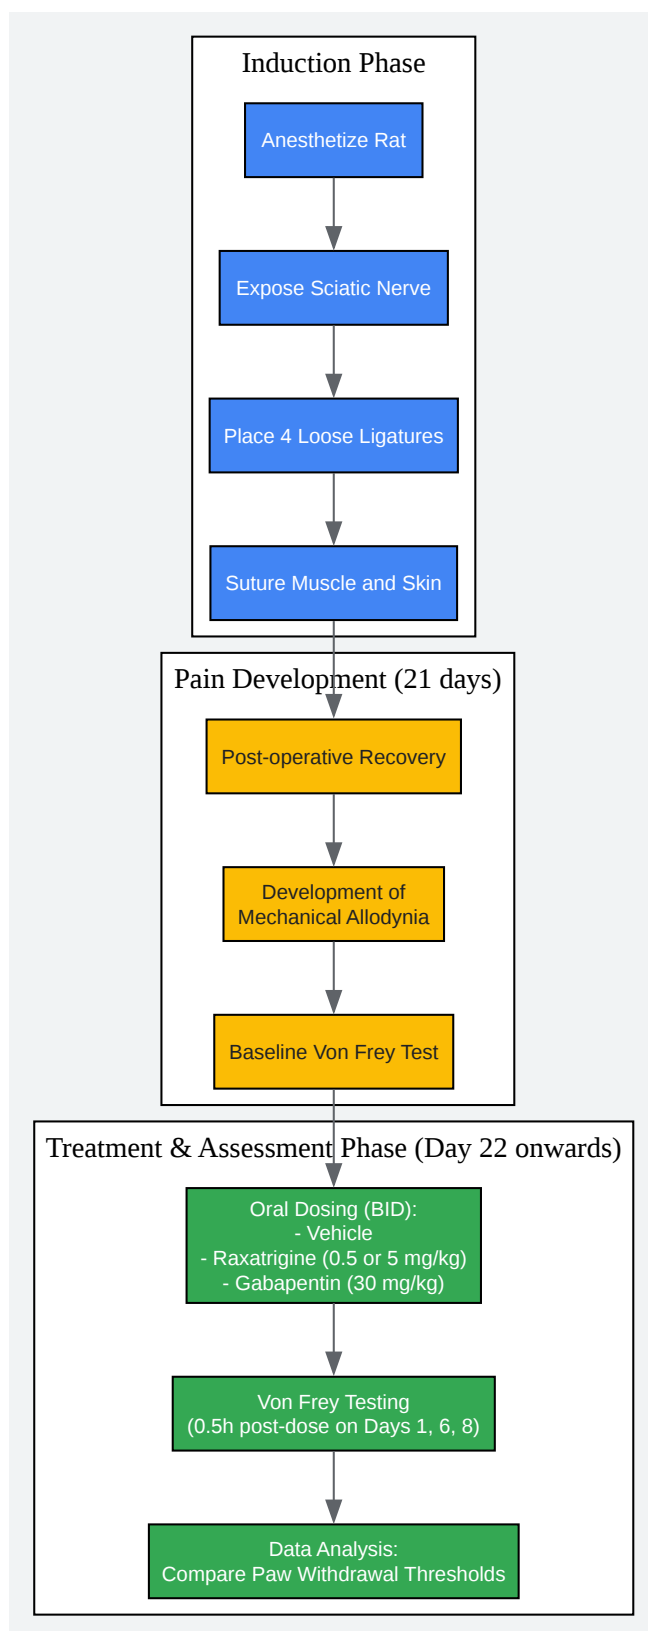 Induction Phase
Anesthetize Rat
Expose Sciatic Nerve
Place 4 Loose Ligatures
Suture Muscle and Skin
Pain Development (21 days)
Post-operative Recovery
Development of
Mechanical Allodynia
Baseline Von Frey Test
Treatment & Assessment Phase (Day 22 onwards)
Oral Dosing (BID):
- Vehicle
- Raxatrigine (0.5 or 5 mg/kg)
- Gabapentin (30 mg/kg)
Von Frey Testing
(0.5h post-dose on Days 1, 6, 8)
Data Analysis:
Compare Paw Withdrawal Thresholds